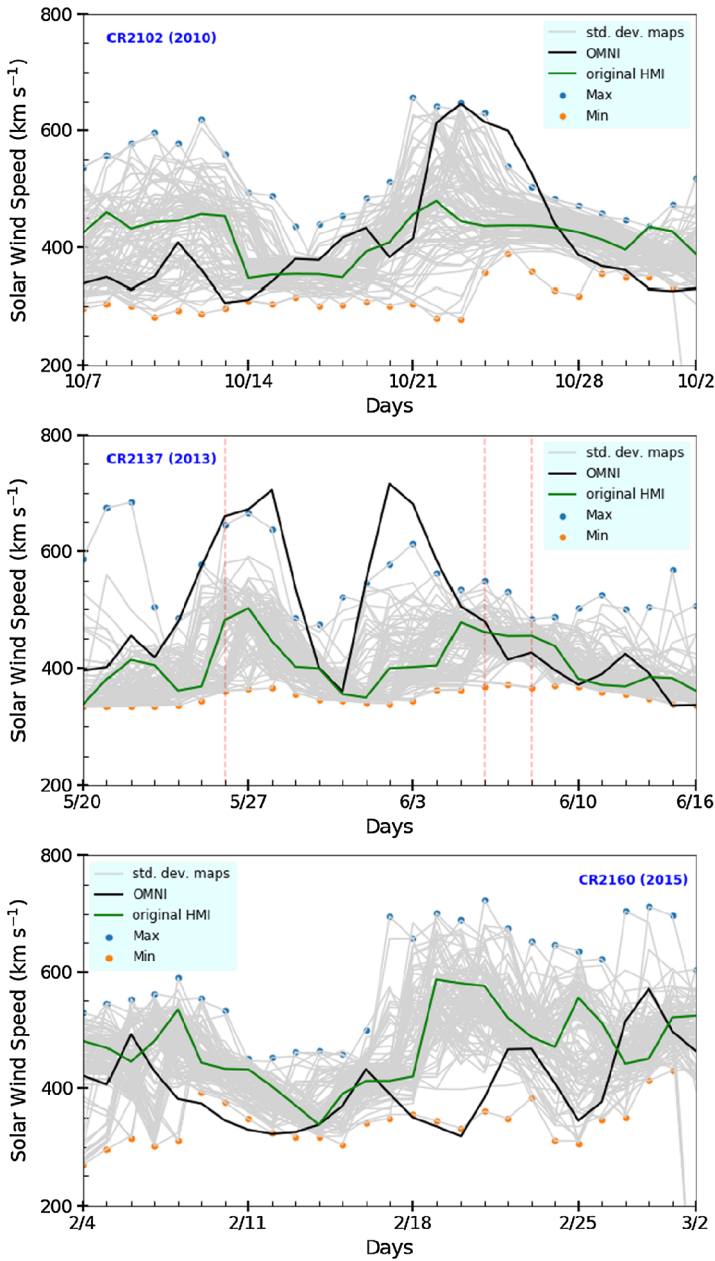 800
CR2102 (2010)
std. dev. maps
OMNI
original HMI
Max
Min
600
400
200
Solar Wind Speed (km s⁻¹)
10/7
10/14
10/21
10/28
10/2
Days
800
CR2137 (2013)
std. dev. maps
OMNI
original HMI
Max
Min
600
400
200
Solar Wind Speed (km s⁻¹)
5/20
5/27
6/3
6/10
6/16
Days
800
std. dev. maps
OMNI
original HMI
Max
Min
CR2160 (2015)
600
400
200
Solar Wind Speed (km s⁻¹)
2/4
2/11
2/18
2/25
3/2
Days